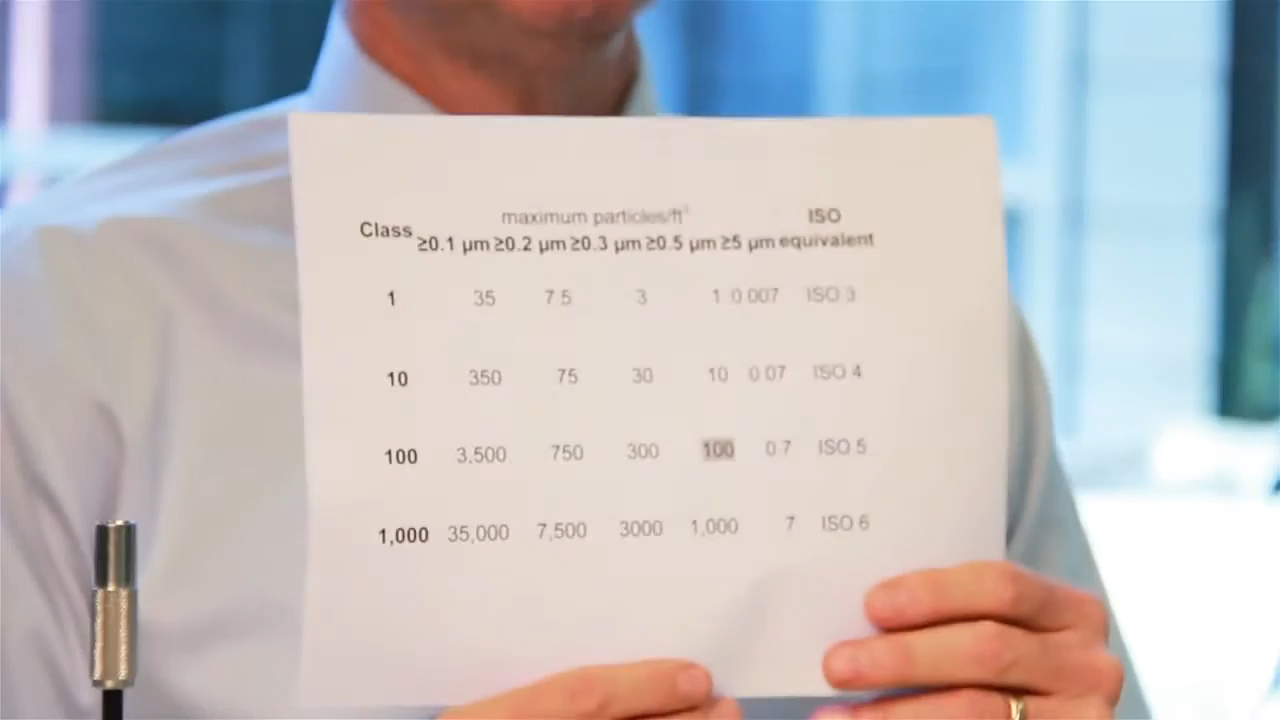 maximum particles/ft³ ISO
Class ≥0.1 µm ≥0.2 µm ≥0.3 µm ≥0.5 µm ≥5 µm equivalent
1 35 7.5 3 1 0.007 ISO 3
10 350 75 30 10 0.07 ISO 4
100 3,500 750 300 100 0.7 ISO 5
1,000 35,000 7,500 3000 1,000 7 ISO 6